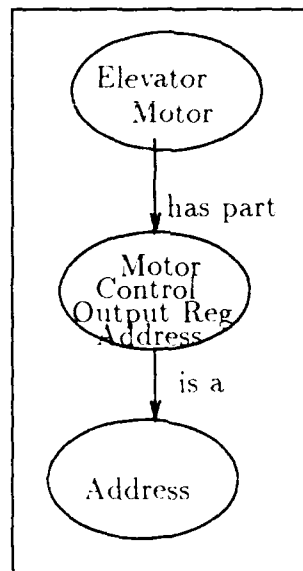 Elevator
Motor
has part
Motor
Control
Output Reg
Address
is a
Address